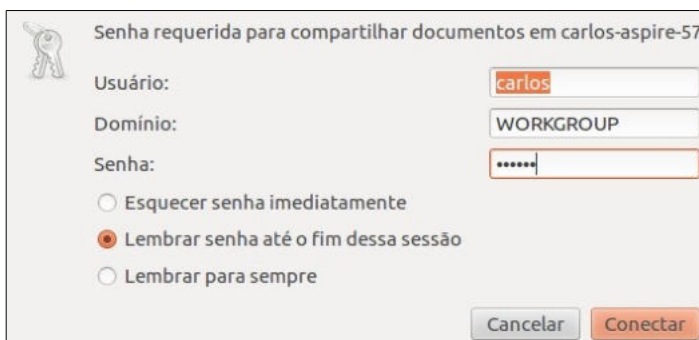 Senha requerida para compartilhar documentos em carlos-aspire-57
Usuário: carlos
Domínio: WORKGROUP
Senha: ••••••
Esquecer senha imediatamente
Lembrar senha até o fim dessa sessão
Lembrar para sempre
Cancelar Conectar